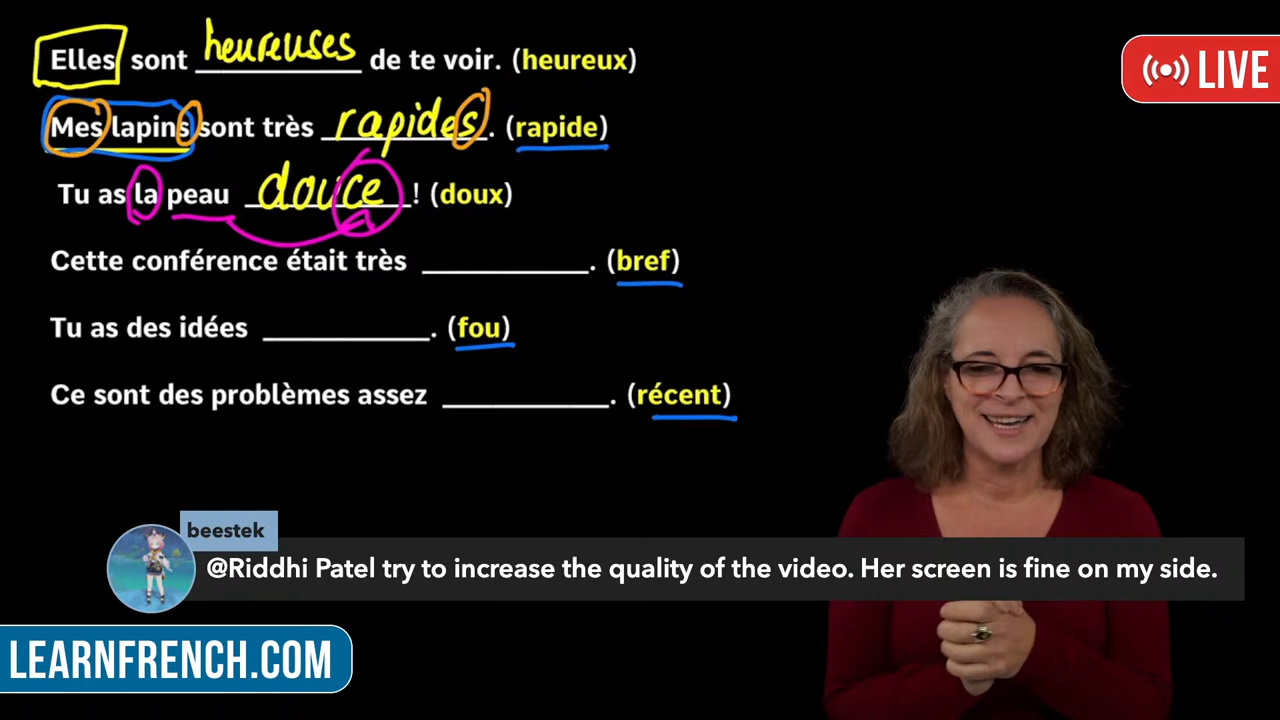 Elles sont heureuses de te voir. (heureux)
Mes lapins sont très rapides. (rapide)
Tu as la peau douce! (doux)
Cette conférence était très ____________. (bref)
Tu as des idées ____________. (fou)
Ce sont des problèmes assez ____________. (récent)
LIVE
beestek
@Riddhi Patel try to increase the quality of the video. Her screen is fine on my side.
LEARNFRENCH.COM